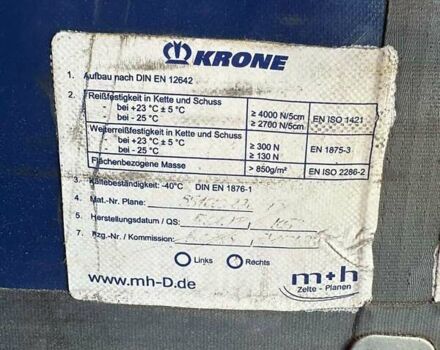 KRONE
1. Aufbau nach DIN EN 12642
2. Reißfestigkeit in Kette und Schuss
bei +23 °C ± 5 °C ≥ 4000 N/5cm EN ISO 1421
bei - 25 °C ≥ 2700 N/5cm
Weiterreißfestigkeit in Kette und Schuss
bei +23 °C ± 5 °C ≥ 300 N EN 1875-3
bei - 25 °C ≥ 130 N
Flächenbezogene Masse > 850g/m² EN ISO 2286-2
3. Kältebeständigkeit: -40°C DIN EN 1876-1
4. Mat.-Nr. Plane:
5. Herstellungsdatum / QS:
7. Fzg.-Nr. / Kommission:
Links Rechts
www.mh-D.de
m+h
Zelte - Planen